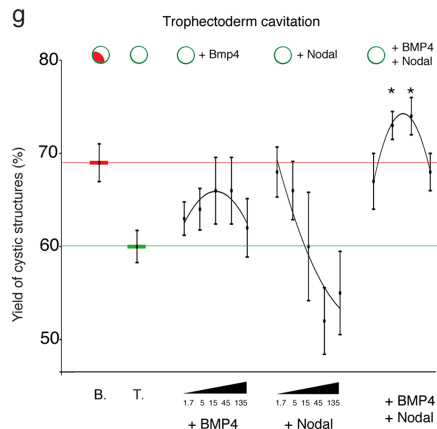 g
Trophectoderm cavitation
+ Bmp4
+ Nodal
+ BMP4
+ Nodal
80
70
60
50
Yield of cystic structures (%)
* *
B.
T.
1.7 5 15 45 135
+ BMP4
1.7 5 15 45 135
+ Nodal
+ BMP4
+ Nodal